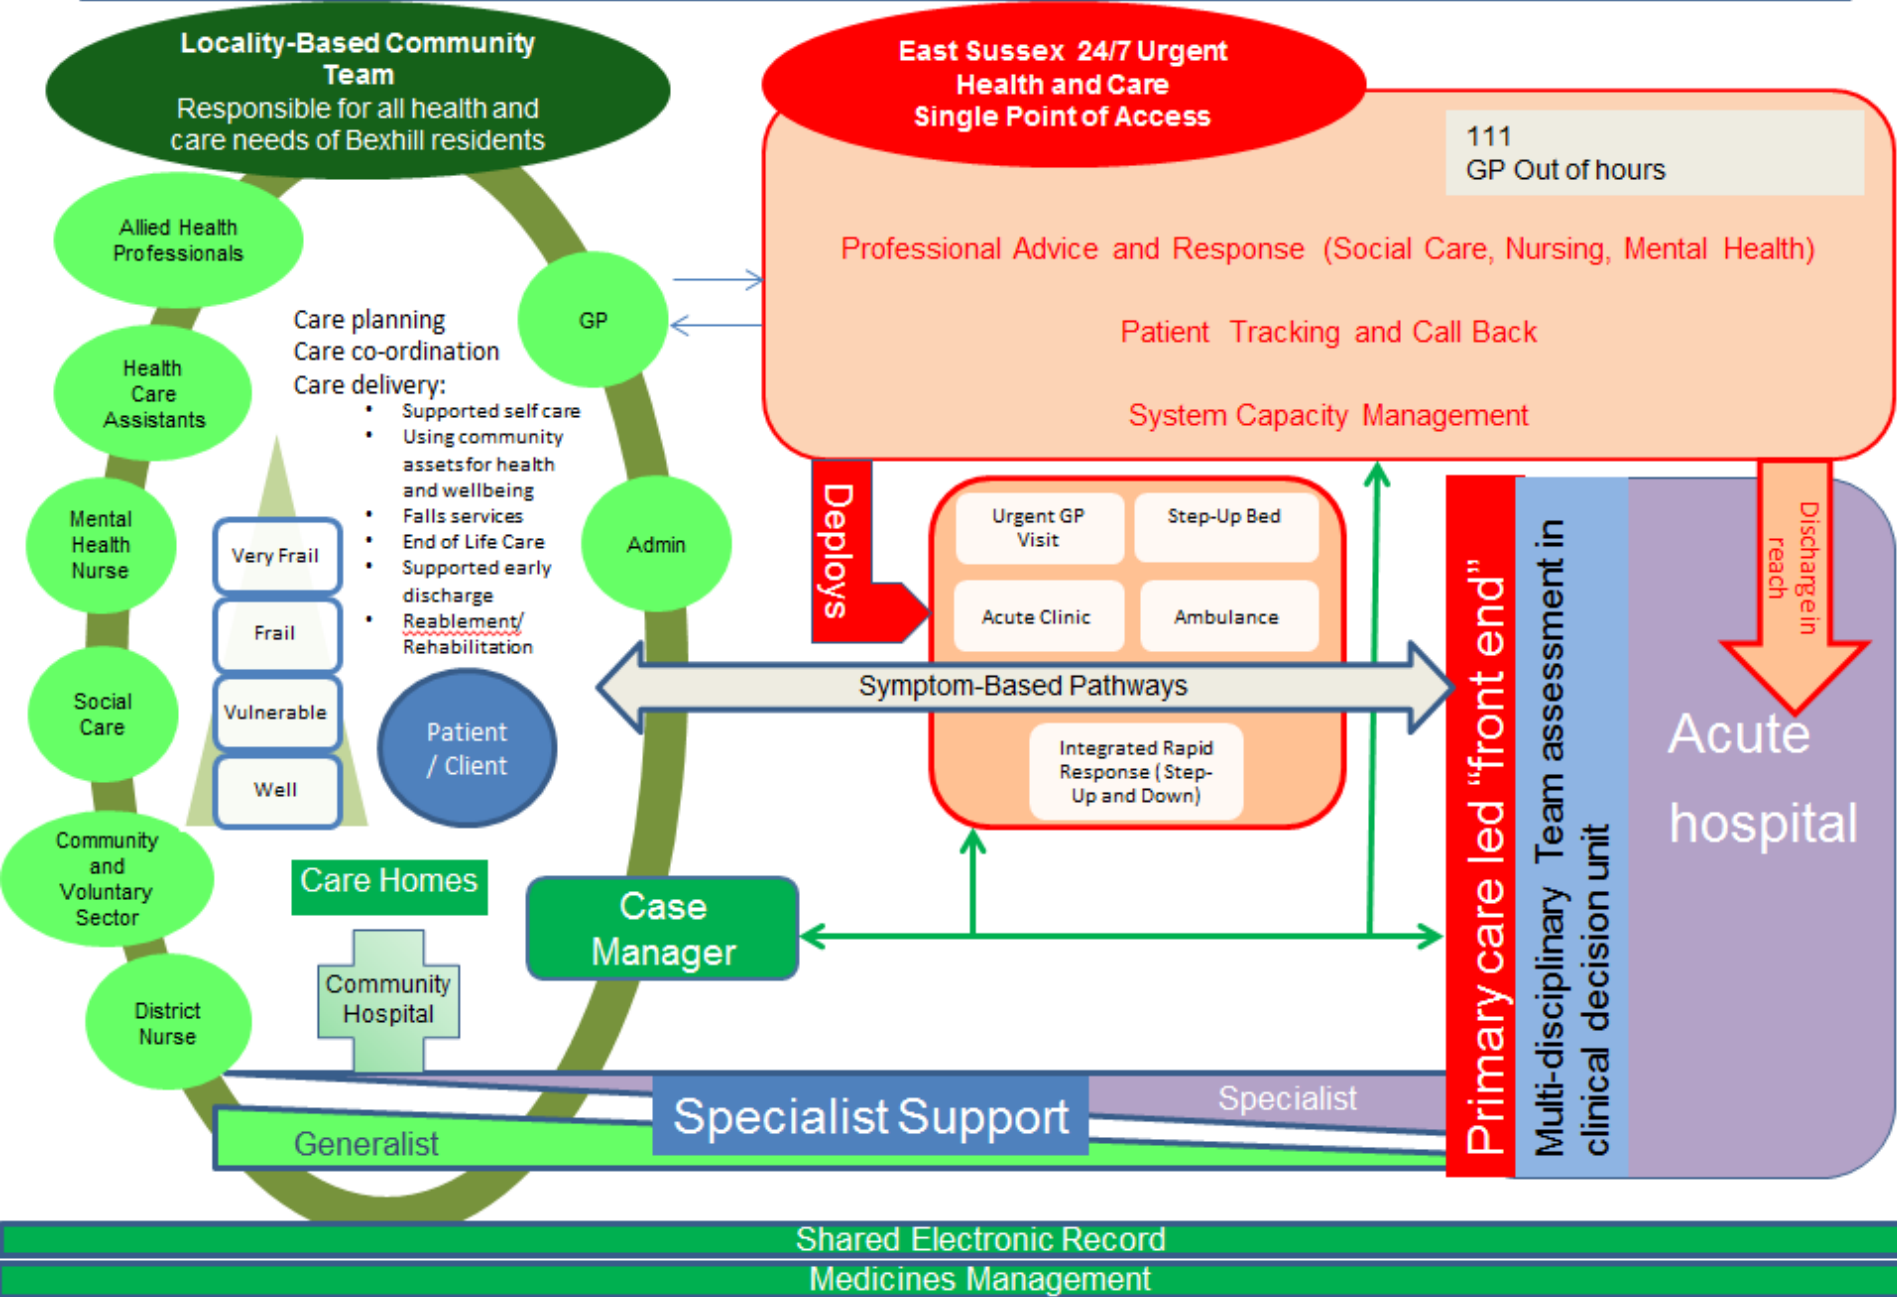 Locality-Based Community
Team
Responsible for all health and
care needs of Bexhill residents
East Sussex 24/7 Urgent
Health and Care
Single Point of Access
111
GP Out of hours
Professional Advice and Response (Social Care, Nursing, Mental Health)
Patient Tracking and Call Back
System Capacity Management
Allied Health
Professionals
Health
Care
Assistants
Mental
Health
Nurse
Social
Care
Community
and
Voluntary
Sector
District
Nurse
GP
Admin
Care planning
Care co-ordination
Care delivery:
• Supported self care
• Using community
assets for health
and wellbeing
• Falls services
• End of Life Care
• Supported early
discharge
• Reablement/
Rehabilitation
Very Frail
Frail
Vulnerable
Well
Patient
/ Client
Care Homes
Community
Hospital
Case
Manager
Deploys
Urgent GP
Visit
Step-Up Bed
Acute Clinic
Ambulance
Symptom-Based Pathways
Integrated Rapid
Response ( Step-
Up and Down)
Primary care led “front end”
Multi-disciplinary Team assessment in
clinical decision unit
Discharge in
reach
Acute
hospital
Generalist
Specialist Support
Specialist
Shared Electronic Record
Medicines Management